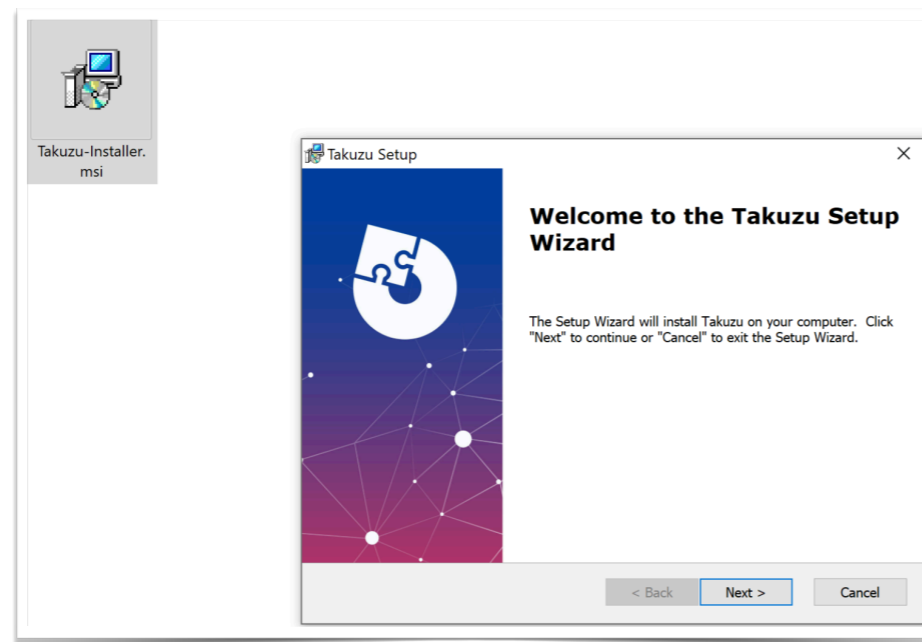 Takuzu-Installer.
msi
Takuzu Setup
Welcome to the Takuzu Setup
Wizard
The Setup Wizard will install Takuzu on your computer. Click
"Next" to continue or "Cancel" to exit the Setup Wizard.
< Back Next > Cancel